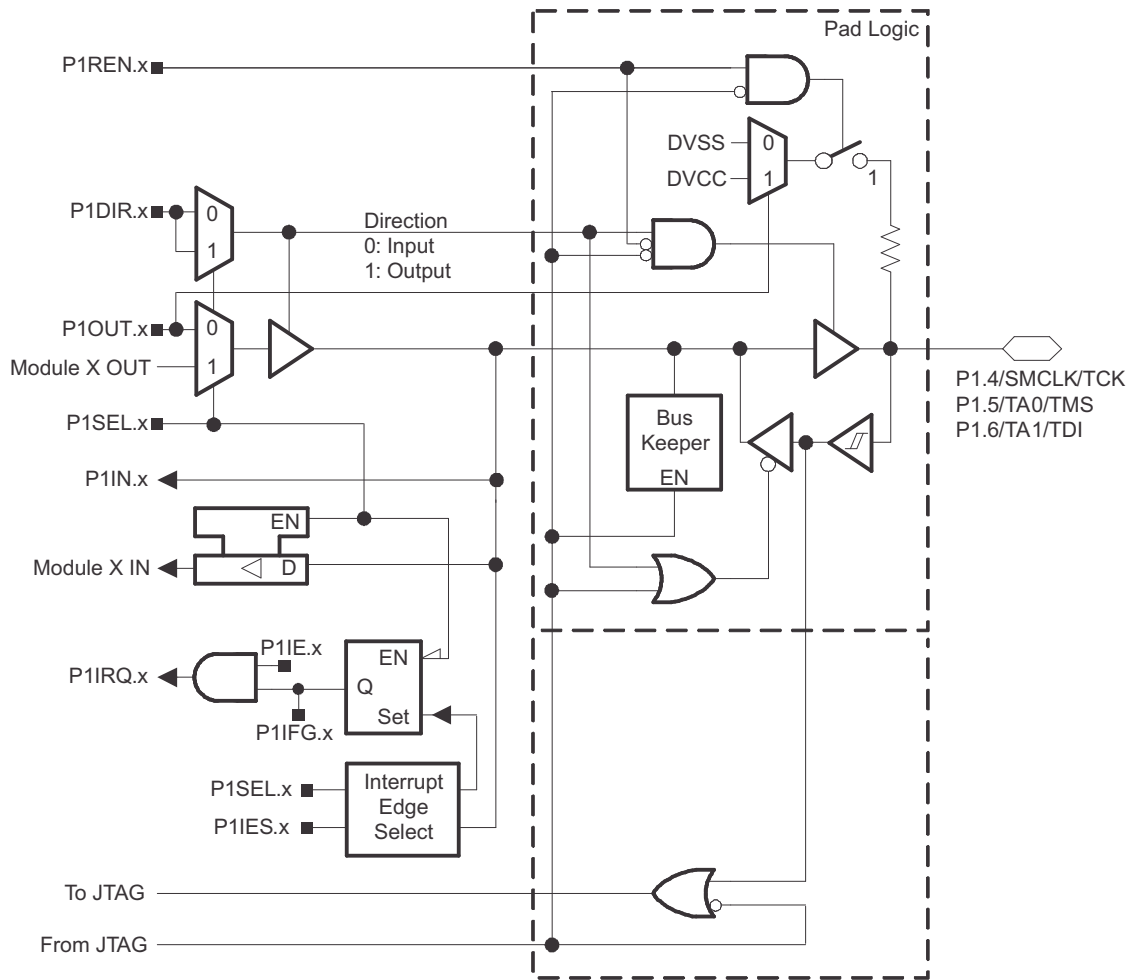 Pad Logic
P1REN.x
DVSS
0
DVCC
1
1
P1DIR.x
0
1
Direction
0: Input
1: Output
P1OUT.x
0
Module X OUT
1
P1.4/SMCLK/TCK
P1.5/TA0/TMS
P1.6/TA1/TDI
Bus
Keeper
EN
P1SEL.x
P1IN.x
EN
Module X IN
D
P1IE.x
P1IRQ.x
EN
Q
Set
P1IFG.x
P1SEL.x
P1IES.x
Interrupt
Edge
Select
To JTAG
From JTAG